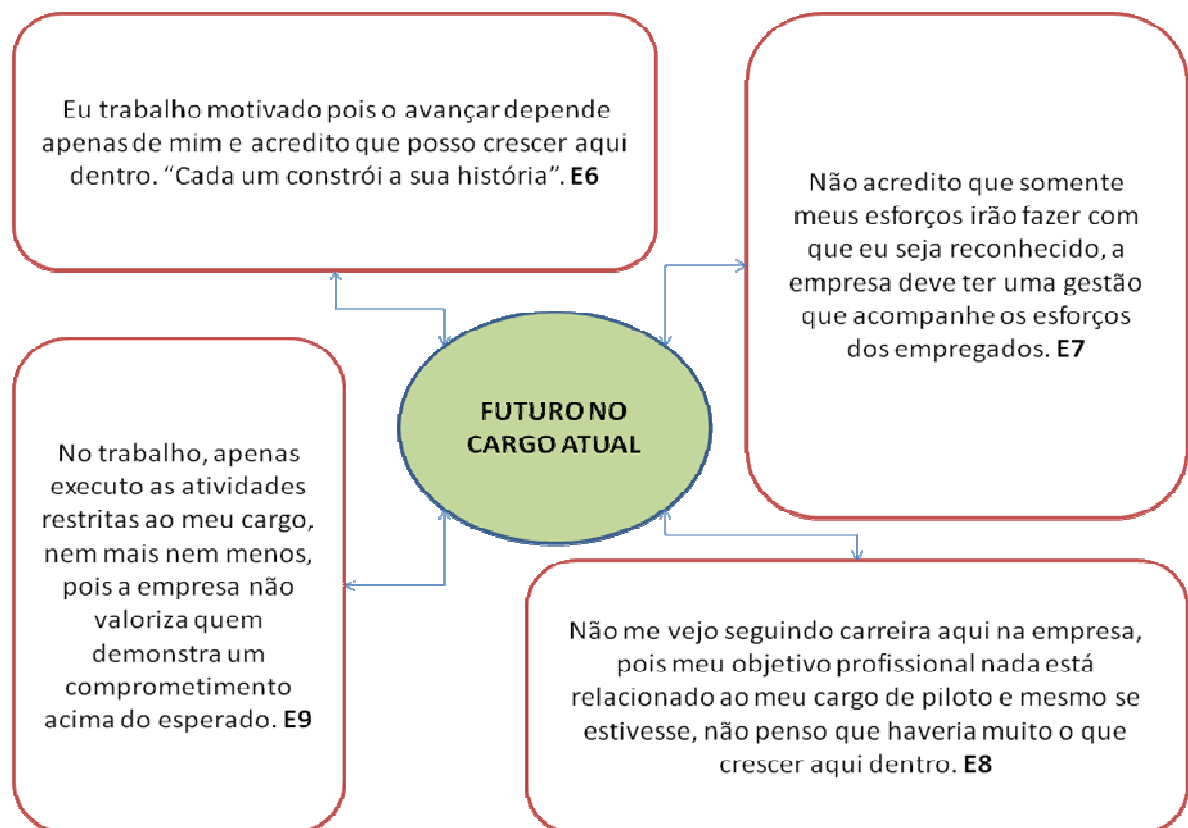 Eu trabalho motivado pois o avançar depende
apenas de mim e acredito que posso crescer aqui
dentro. “Cada um constrói a sua história”. E6
Não acredito que somente
meus esforços irão fazer com
que eu seja reconhecido, a
empresa deve ter uma gestão
que acompanhe os esforços
dos empregados. E7
FUTURO NO
CARGO ATUAL
No trabalho, apenas
executo as atividades
restritas ao meu cargo,
nem mais nem menos,
pois a empresa não
valoriza quem
demonstra um
comprometimento
acima do esperado. E9
Não me vejo seguindo carreira aqui na empresa,
pois meu objetivo profissional nada está
relacionado ao meu cargo de piloto e mesmo se
estivesse, não penso que haveria muito o que
crescer aqui dentro. E8